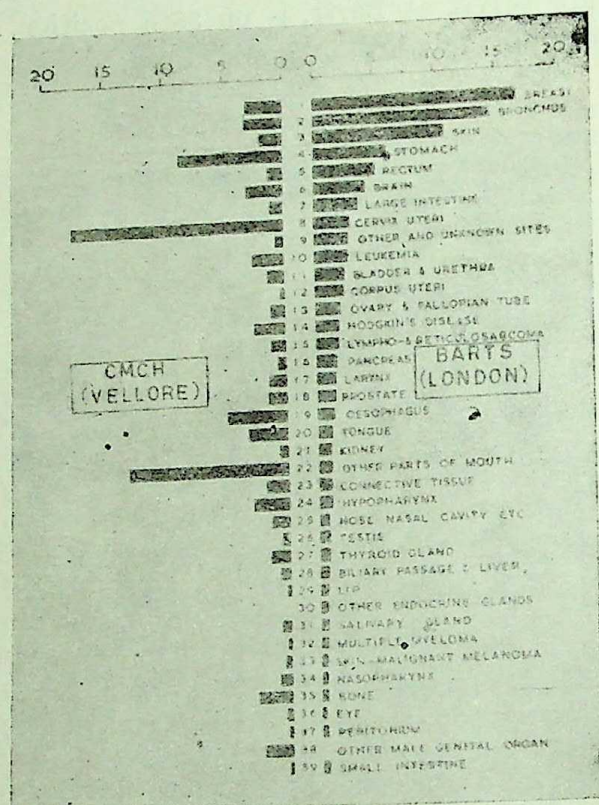 20 15 10 5 0 0 5 10 15 20
BREAST
2 BRONCHUS
3 SKIN
4 STOMACH
5 RECTUM
6 BRAIN
7 LARGE INTESTINE
8 CERVIX UTERI
9 OTHER AND UNKNOWN SITES
10 LEUKEMIA
11 BLADDER & URETHRA
12 CORPUS UTERI
13 OVARY & FALLOPIAN TUBE
14 HODGKIN'S DISEASE
15 LYMPHO-& RETICULOSARCOMA
16 PANCREAS
17 LARYNX
18 PROSTATE
19 OESOPHAGUS
20 TONGUE
21 KIDNEY
22 OTHER PARTS OF MOUTH
23 CONNECTIVE TISSUE
24 HYPOPHARYNX
25 NOSE NASAL CAVITY ETC
26 TESTIS
27 THYROID GLAND
28 BILIARY PASSAGE & LIVER
29 LIP
30 OTHER ENDOCRINE GLANDS
31 SALIVARY GLAND
32 MULTIPLE MYELOMA
33 SKIN-MALIGNANT MELANOMA
34 NASOPHARYNX
35 BONE
36 EYE
37 PERITONIUM
38 OTHER MALE GENITAL ORGAN
39 SMALL INTESTINE
CMCH
(VELLORE)
BARTS
(LONDON)